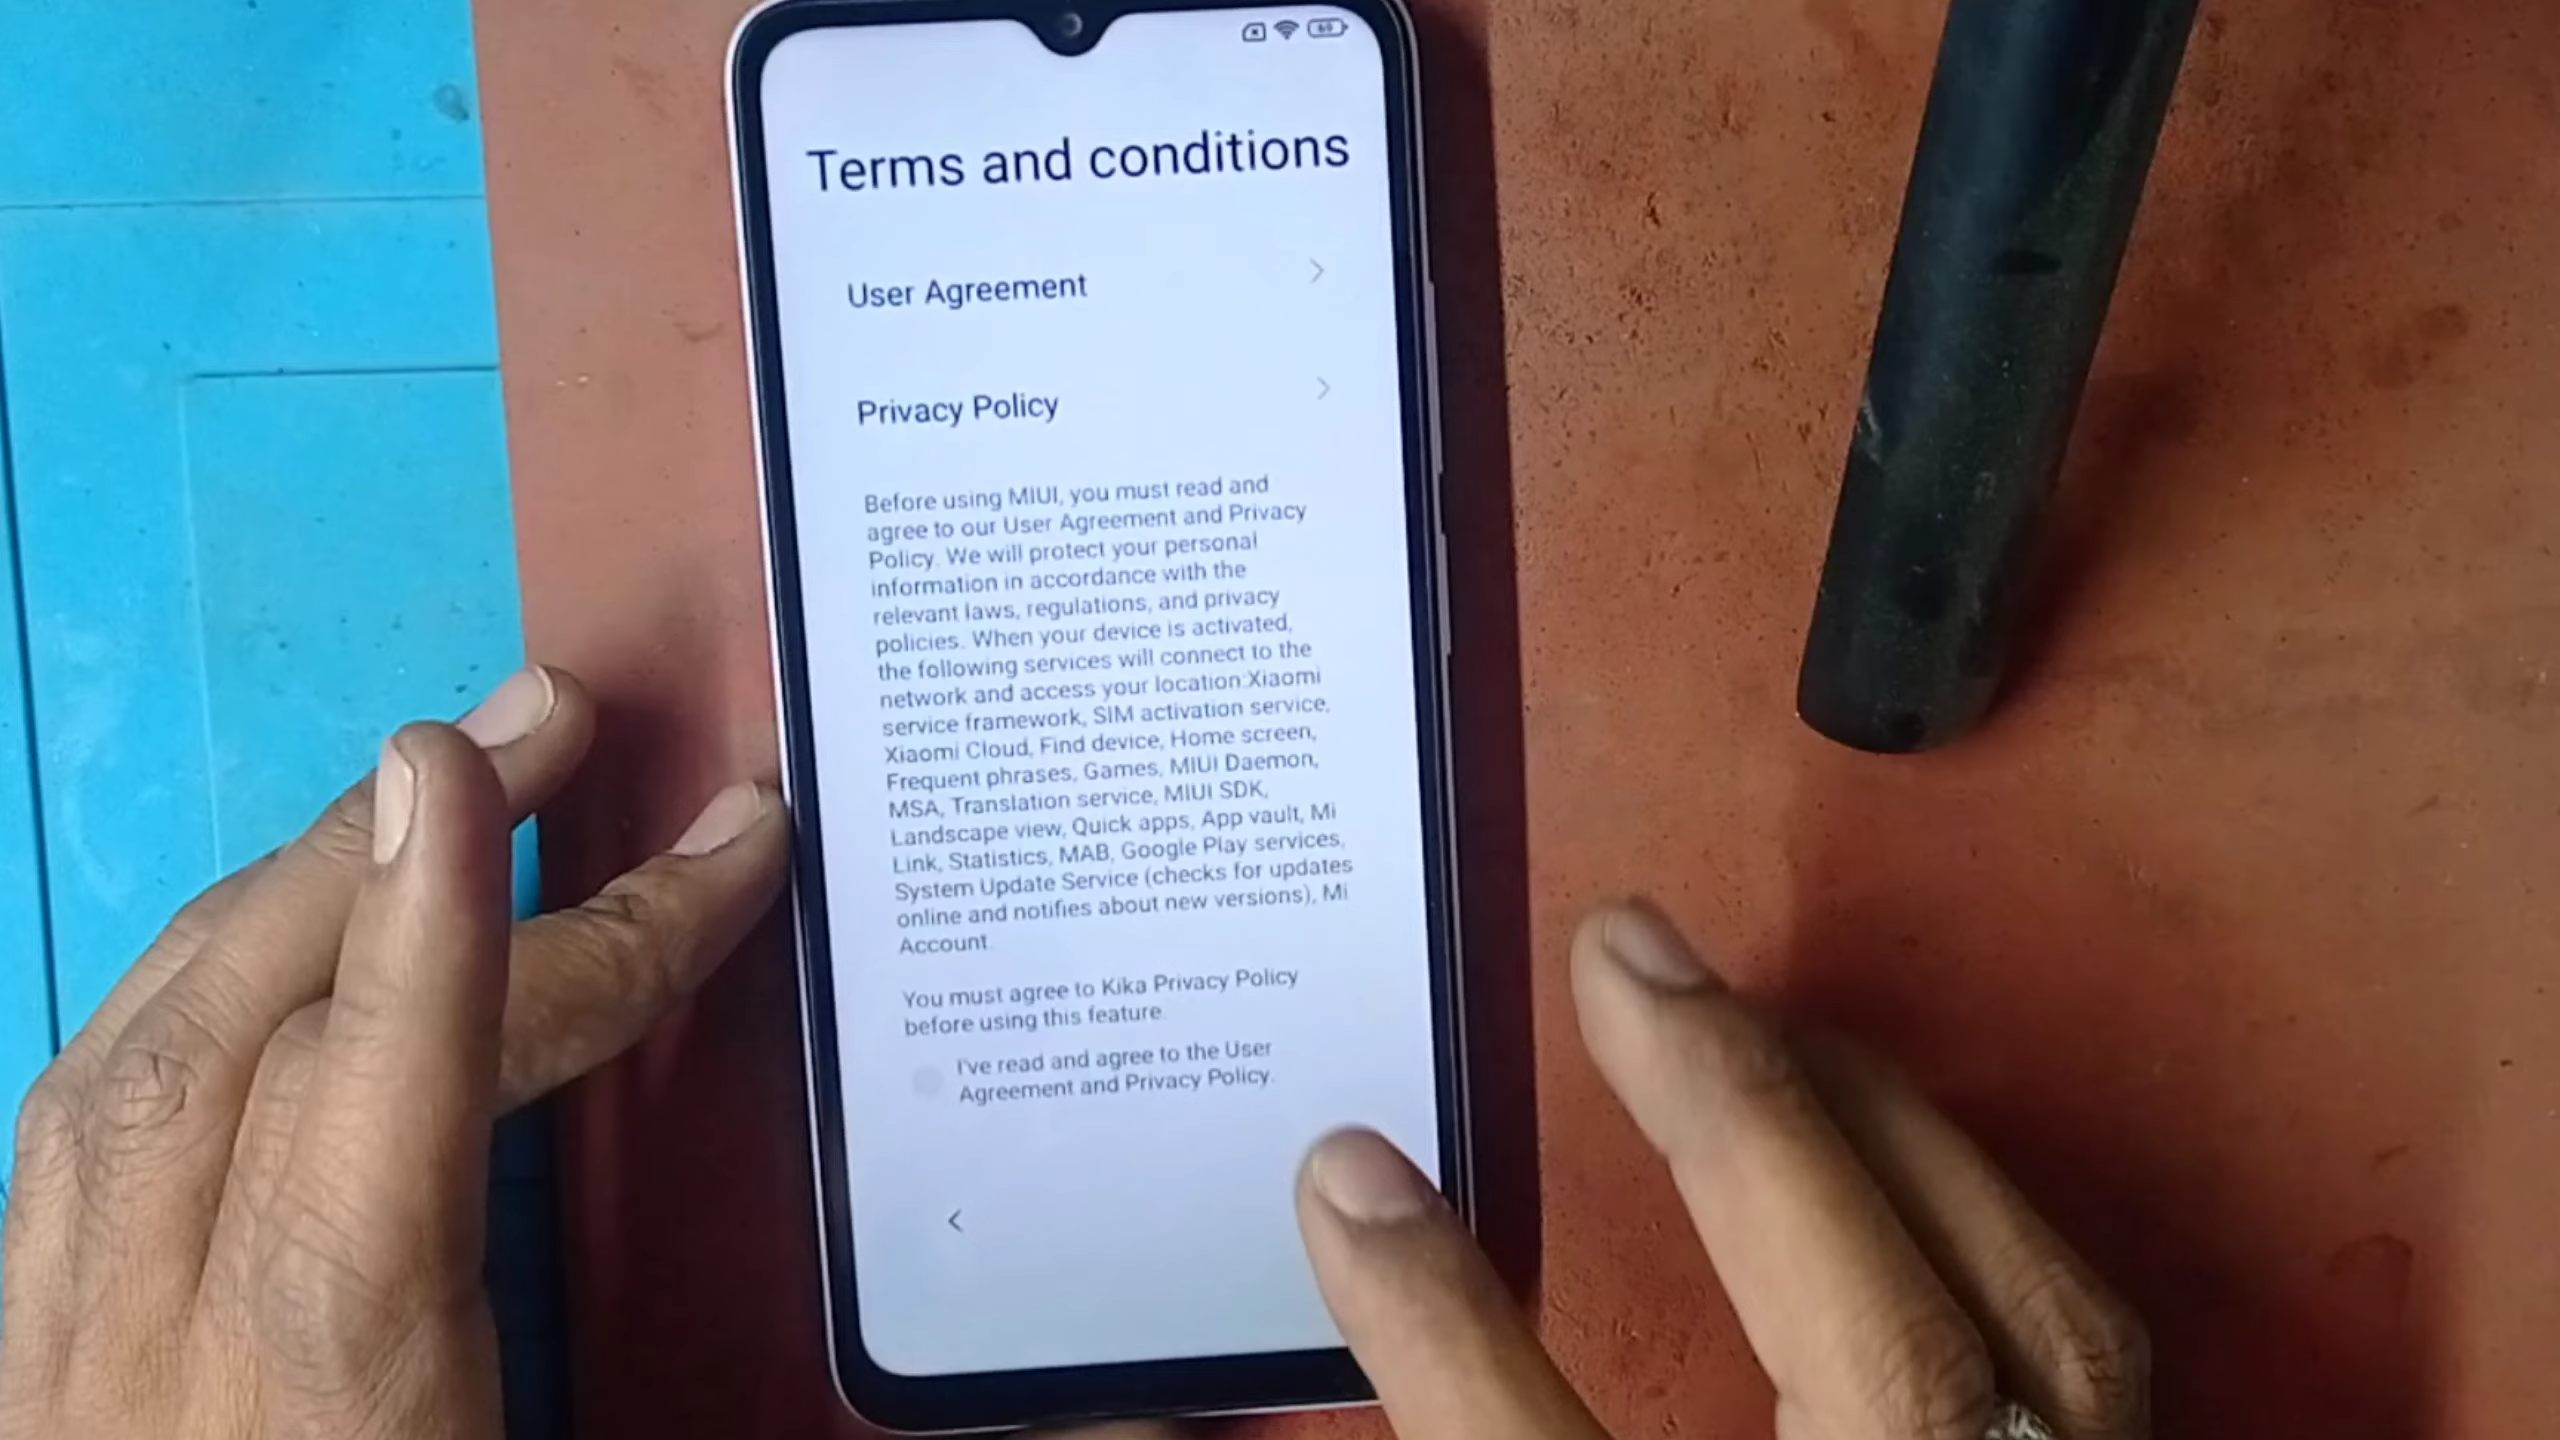 69
Terms and conditions
User Agreement
Privacy Policy
Before using MIUI, you must read and
agree to our User Agreement and Privacy
Policy. We will protect your personal
information in accordance with the
relevant laws, regulations, and privacy
policies. When your device is activated,
the following services will connect to the
network and access your location:Xiaomi
service framework, SIM activation service,
Xiaomi Cloud, Find device, Home screen,
Frequent phrases, Games, MIUI Daemon,
MSA, Translation service, MIUI SDK,
Landscape view, Quick apps, App vault, Mi
Link, Statistics, MAB, Google Play services,
System Update Service (checks for updates
online and notifies about new versions), Mi
Account.
You must agree to Kika Privacy Policy
before using this feature.
I've read and agree to the User
Agreement and Privacy Policy.